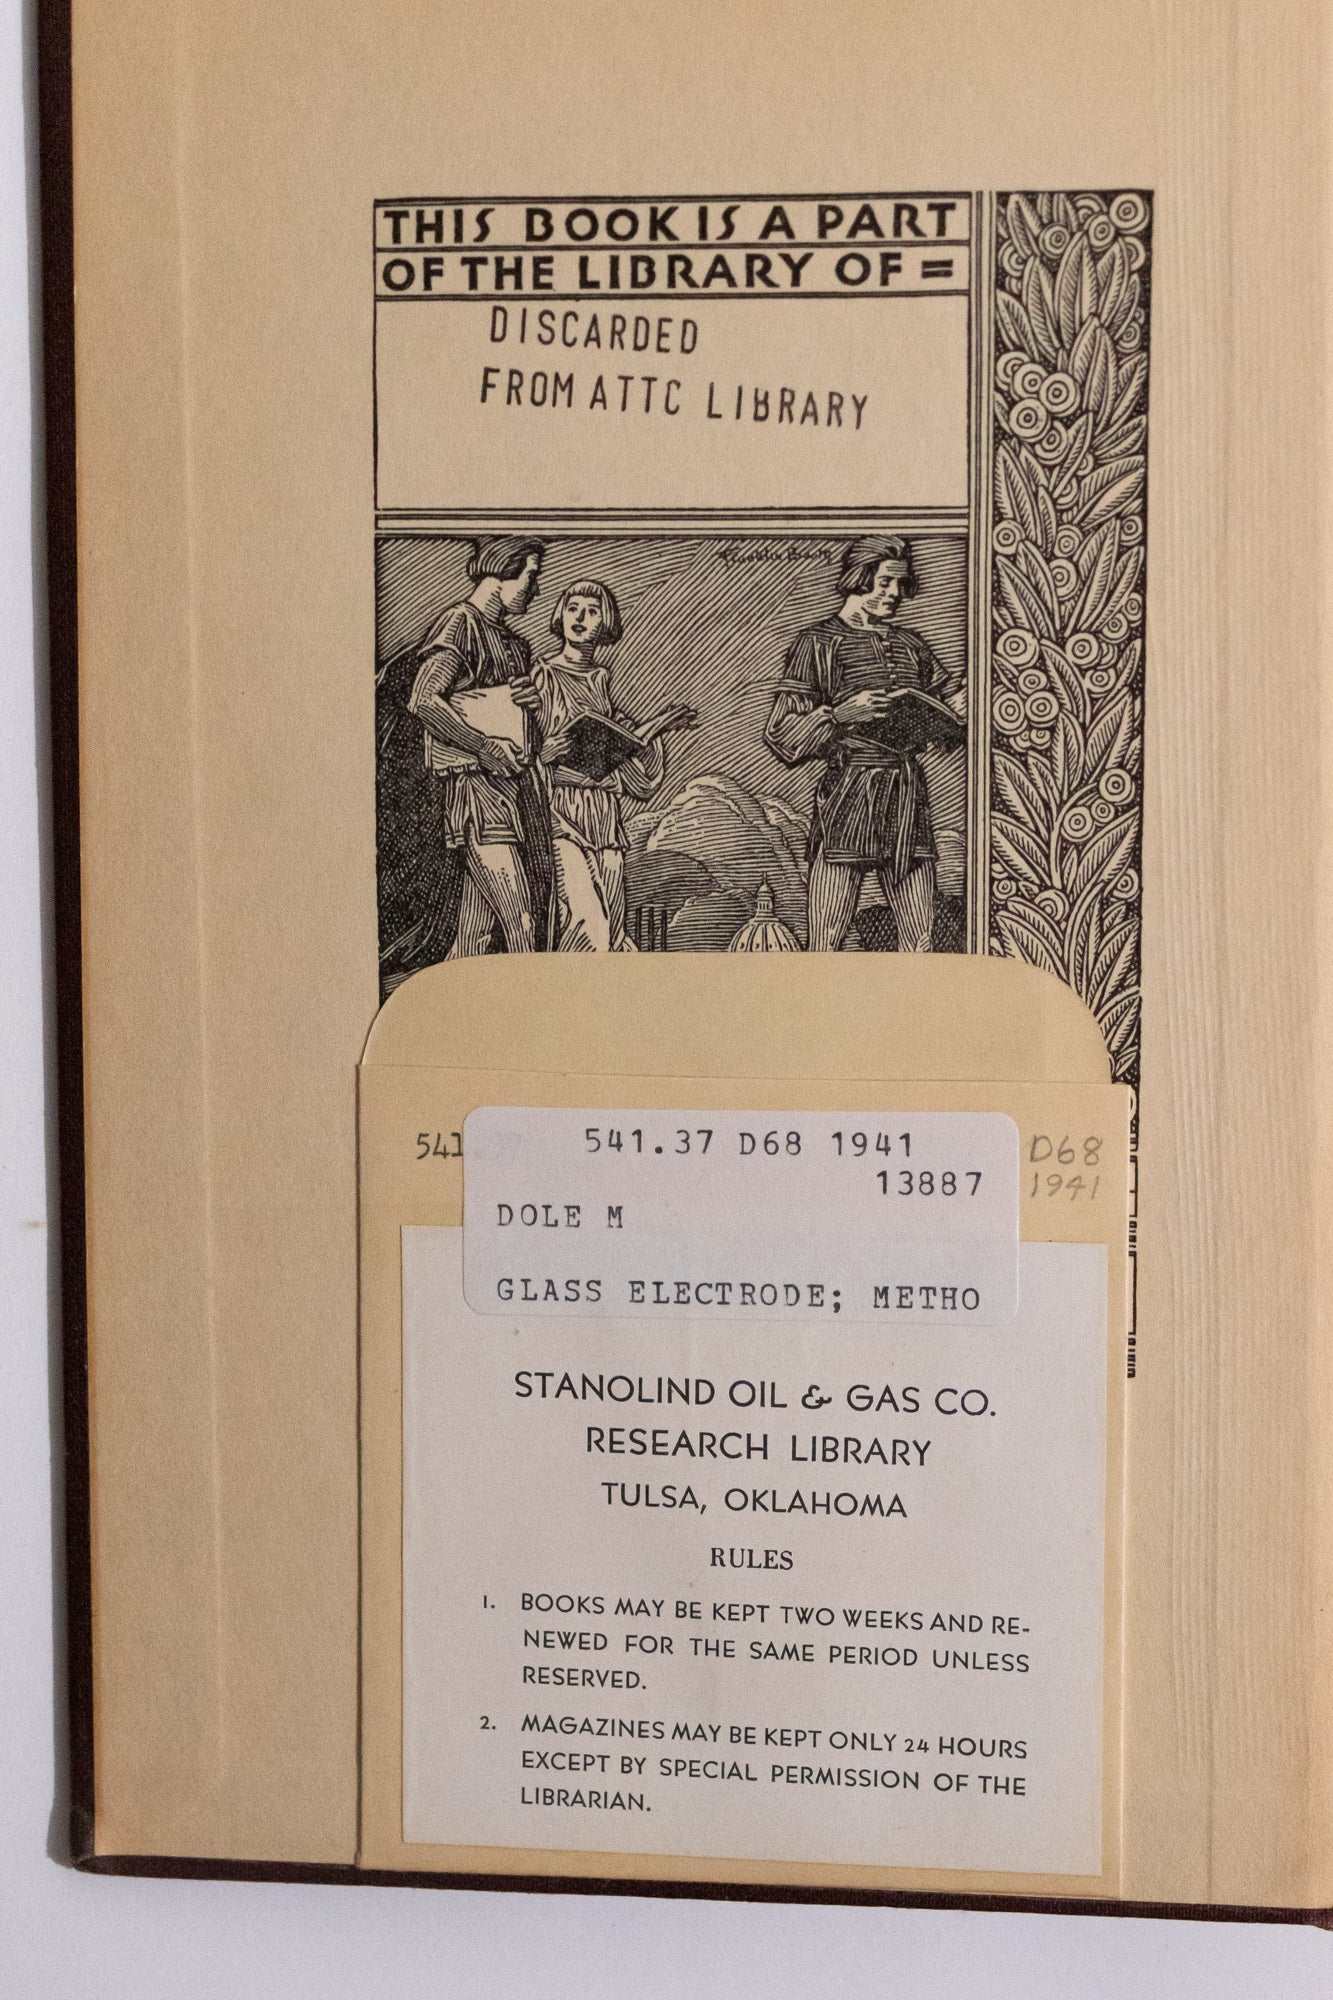 THIS BOOK IS A PART
OF THE LIBRARY OF =
DISCARDED
FROM ATTC LIBRARY
Franklin Booth
541.37 D68 1941
13887
541
D68
1941
DOLE M
GLASS ELECTRODE; METHO
STANOLIND OIL & GAS CO.
RESEARCH LIBRARY
TULSA, OKLAHOMA
RULES
1. BOOKS MAY BE KEPT TWO WEEKS AND RE-
NEWED FOR THE SAME PERIOD UNLESS
RESERVED.
2. MAGAZINES MAY BE KEPT ONLY 24 HOURS
EXCEPT BY SPECIAL PERMISSION OF THE
LIBRARIAN.